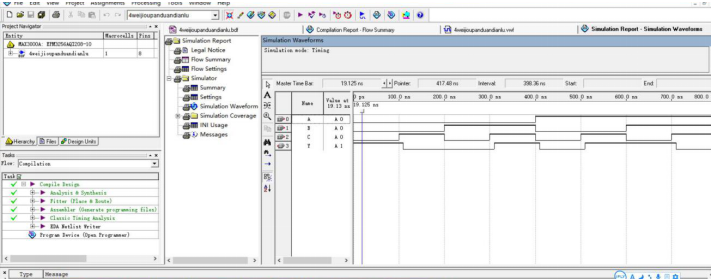 File Edit View Project Assignments Processing Tools Window Help
4weijioupanduandianlu
Project Navigator
Entity Macrocells Pins
MAX3000A: EPM3256AQI208-10
4weijioupanduandianlu 1 8
Hierarchy Files Design Units
Tasks
Flow: Compilation
Task
Compile Design
Analysis & Synthesis
Fitter (Place & Route)
Assembler (Generate programming files)
Classic Timing Analysis
EDA Netlist Writer
Program Device (Open Programmer)
4weijioupanduandianlu.bdf
Compilation Report - Flow Summary
4weijioupanduandianlu.vwf
Simulation Report - Simulation Waveforms
Simulation Report
Legal Notice
Flow Summary
Flow Settings
Simulator
Summary
Settings
Simulation Waveform
Simulation Coverage
INI Usage
Messages
Simulation Waveforms
Simulation mode: Timing
Master Time Bar: 19.125 ns Pointer: 417.48 ns Interval: 398.36 ns Start: End:
Name Value at 19.13 ns
0 ps 100.0 ns 200.0 ns 300.0 ns 400.0 ns 500.0 ns 600.0 ns 700.0 ns 800.0
19.125 ns
0 A A 0
1 B A 0
2 C A 0
3 Y A 1
Type Message